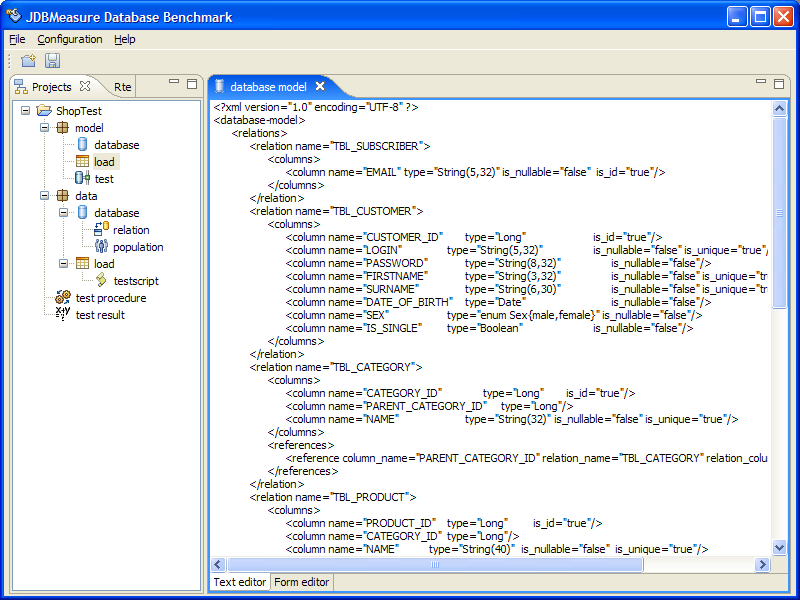 JDBMeasure Database Benchmark
File Configuration Help
Projects Rte
ShopTest
model
database
load
test
data
database
relation
population
load
testscript
test procedure
test result
database model
<?xml version="1.0" encoding="UTF-8" ?>
<database-model>
<relations>
<relation name="TBL_SUBSCRIBER">
<columns>
<column name="EMAIL" type="String(5,32)" is_nullable="false" is_id="true"/>
</columns>
</relation>
<relation name="TBL_CUSTOMER">
<columns>
<column name="CUSTOMER_ID" type="Long" is_id="true"/>
<column name="LOGIN" type="String(5,32)" is_nullable="false" is_unique="true"/
<column name="PASSWORD" type="String(8,32)" is_nullable="false"/>
<column name="FIRSTNAME" type="String(3,32)" is_nullable="false" is_unique="tr
<column name="SURNAME" type="String(6,30)" is_nullable="false" is_unique="tr
<column name="DATE_OF_BIRTH" type="Date" is_nullable="false"/>
<column name="SEX" type="enum Sex{male,female}" is_nullable="false"/>
<column name="IS_SINGLE" type="Boolean" is_nullable="false"/>
</columns>
</relation>
<relation name="TBL_CATEGORY">
<columns>
<column name="CATEGORY_ID" type="Long" is_id="true"/>
<column name="PARENT_CATEGORY_ID" type="Long"/>
<column name="NAME" type="String(32)" is_nullable="false" is_unique="true"/>
</columns>
<references>
<reference column_name="PARENT_CATEGORY_ID" relation_name="TBL_CATEGORY" relation_colu
</references>
</relation>
<relation name="TBL_PRODUCT">
<columns>
<column name="PRODUCT_ID" type="Long" is_id="true"/>
<column name="CATEGORY_ID" type="Long"/>
<column name="NAME" type="String(40)" is_nullable="false" is_unique="true"/>
Text editor Form editor